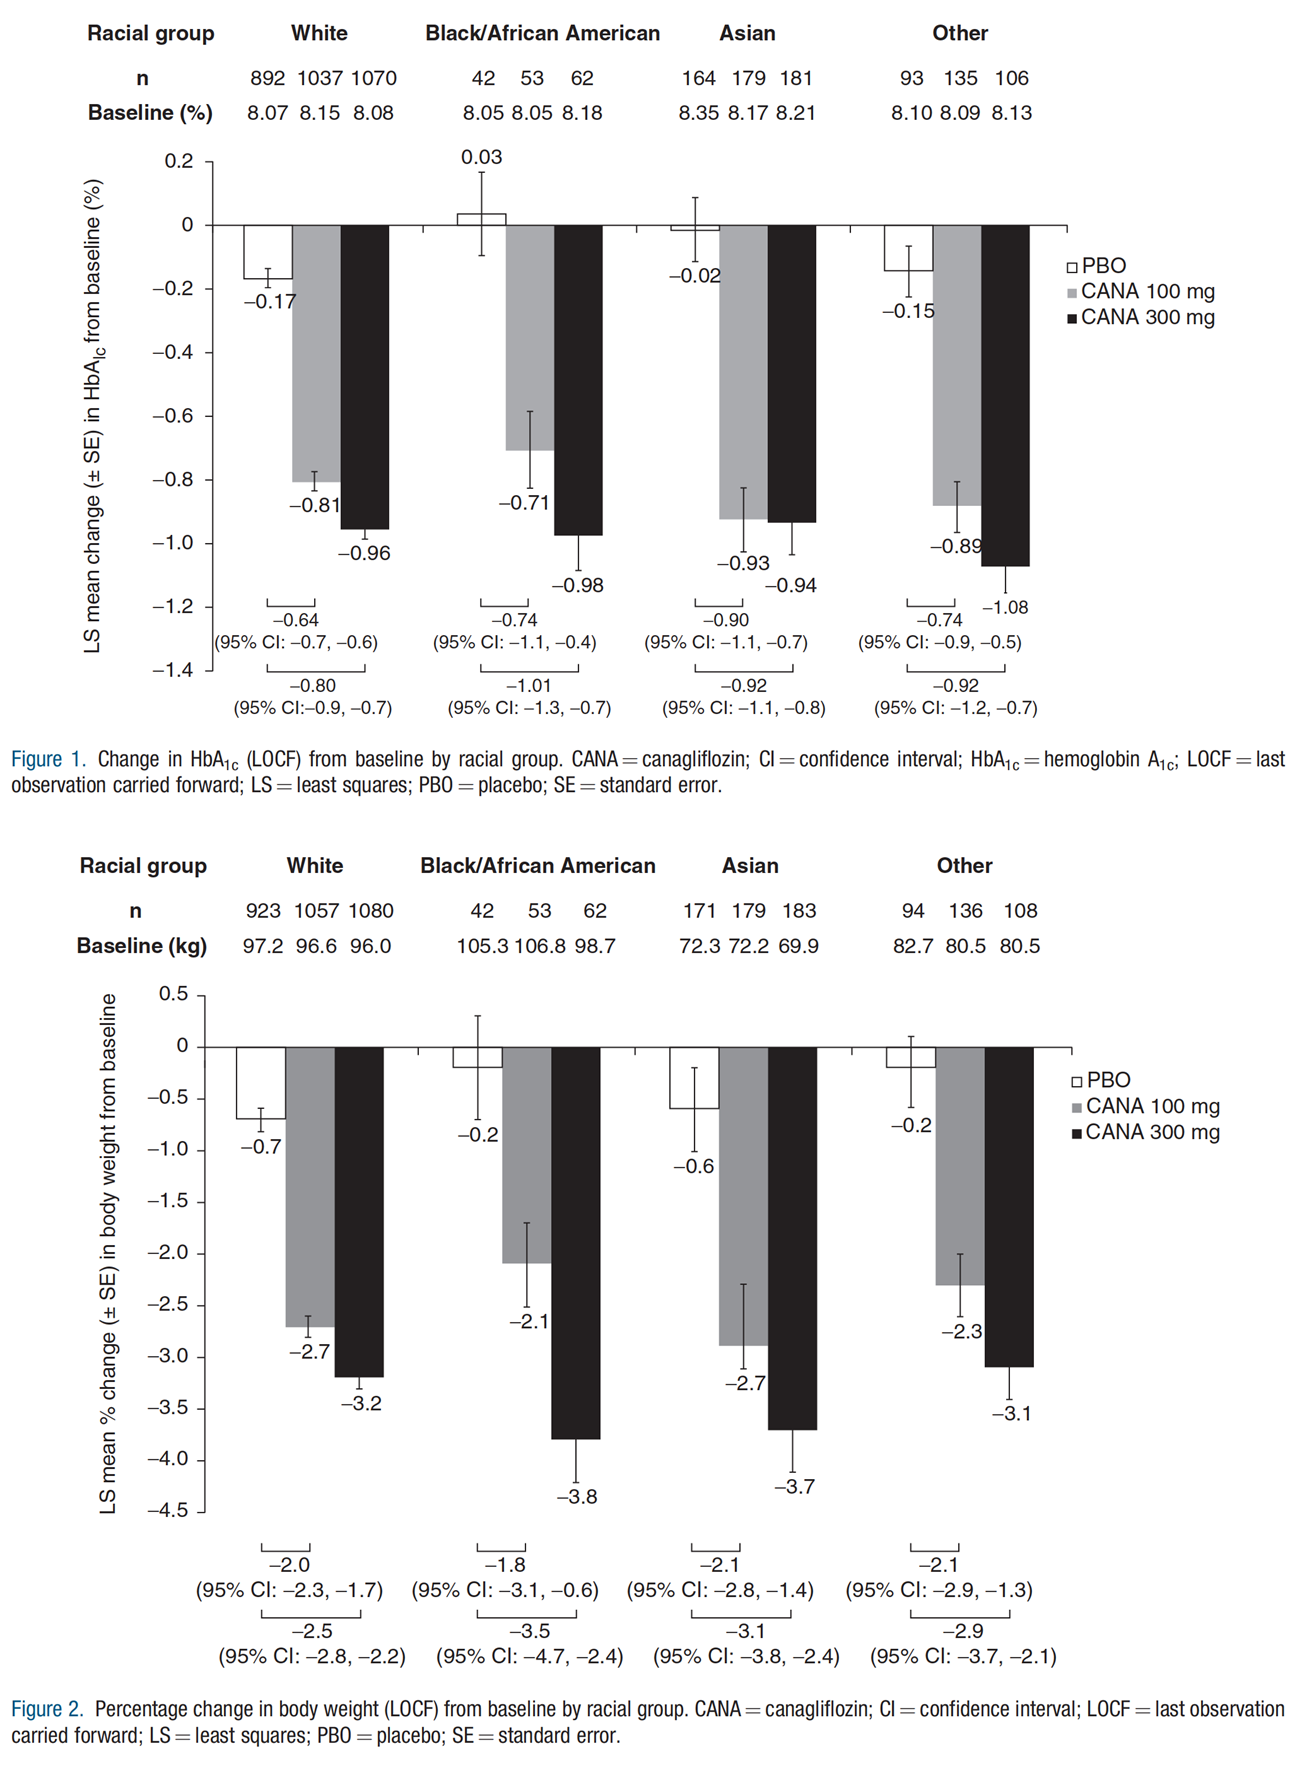 Racial group White Black/African American Asian Other
n 892 1037 1070 42 53 62 164 179 181 93 135 106
Baseline (%) 8.07 8.15 8.08 8.05 8.05 8.18 8.35 8.17 8.21 8.10 8.09 8.13
LS mean change (± SE) in HbA1c from baseline (%)
0.2
0
−0.2
−0.4
−0.6
−0.8
−1.0
−1.2
−1.4
−0.17
−0.81
−0.96
0.03
−0.71
−0.98
−0.02
−0.93
−0.94
−0.15
−0.89
−1.08
PBO
CANA 100 mg
CANA 300 mg
−0.64 −0.74 −0.90 −0.74
(95% CI: −0.7, −0.6) (95% CI: −1.1, −0.4) (95% CI: −1.1, −0.7) (95% CI: −0.9, −0.5)
−0.80 −1.01 −0.92 −0.92
(95% CI:−0.9, −0.7) (95% CI: −1.3, −0.7) (95% CI: −1.1, −0.8) (95% CI: −1.2, −0.7)
Figure 1. Change in HbA1c (LOCF) from baseline by racial group. CANA = canagliflozin; CI = confidence interval; HbA1c = hemoglobin A1c; LOCF = last
observation carried forward; LS = least squares; PBO = placebo; SE = standard error.
Racial group White Black/African American Asian Other
n 923 1057 1080 42 53 62 171 179 183 94 136 108
Baseline (kg) 97.2 96.6 96.0 105.3 106.8 98.7 72.3 72.2 69.9 82.7 80.5 80.5
LS mean % change (± SE) in body weight from baseline
0.5
0
−0.5
−1.0
−1.5
−2.0
−2.5
−3.0
−3.5
−4.0
−4.5
−0.7
−2.7
−3.2
−0.2
−2.1
−3.8
−0.6
−2.7
−3.7
−0.2
−2.3
−3.1
PBO
CANA 100 mg
CANA 300 mg
−2.0 −1.8 −2.1 −2.1
(95% CI: −2.3, −1.7) (95% CI: −3.1, −0.6) (95% CI: −2.8, −1.4) (95% CI: −2.9, −1.3)
−2.5 −3.5 −3.1 −2.9
(95% CI: −2.8, −2.2) (95% CI: −4.7, −2.4) (95% CI: −3.8, −2.4) (95% CI: −3.7, −2.1)
Figure 2. Percentage change in body weight (LOCF) from baseline by racial group. CANA = canagliflozin; CI = confidence interval; LOCF = last observation
carried forward; LS = least squares; PBO = placebo; SE = standard error.